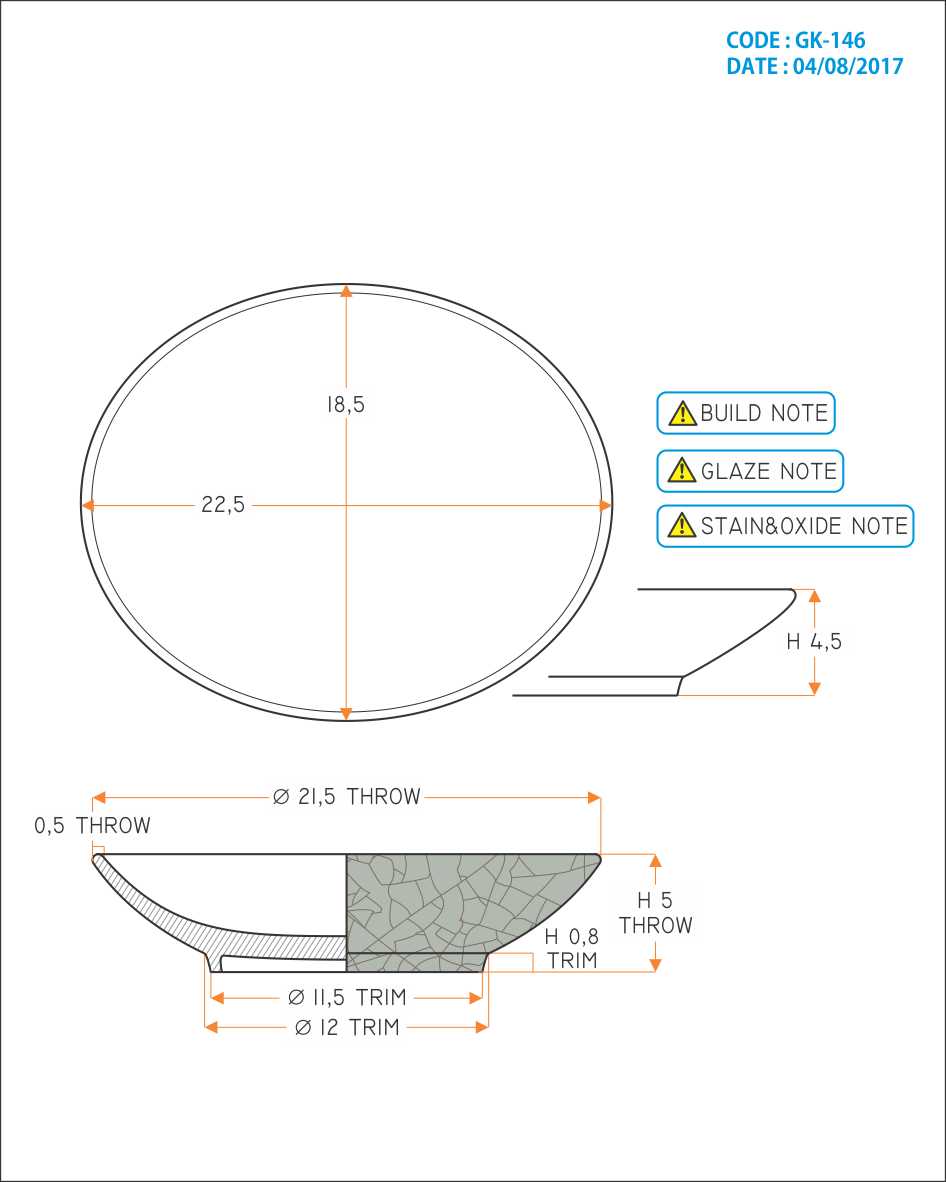 CODE : GK-146
DATE : 04/08/2017
18,5
BUILD NOTE
GLAZE NOTE
22,5
STAIN&OXIDE NOTE
H 4,5
Ø 21,5 THROW
0,5 THROW
H 5
THROW
H 0,8
TRIM
Ø 11,5 TRIM
Ø 12 TRIM